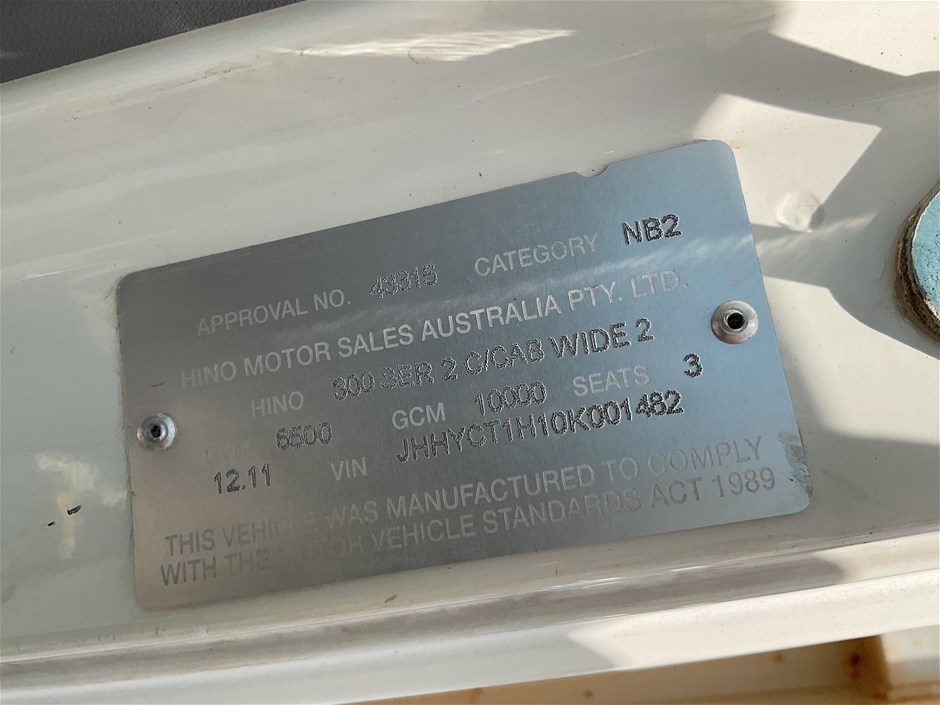 APPROVAL NO. 43315 CATEGORY NB2
HINO MOTOR SALES AUSTRALIA PTY. LTD.
HINO 300 SER 2 C/CAB WIDE 2
GVM 6500 GCM 10000 SEATS 3
12.11 VIN JHHYCT1H10K001482
THIS VEHICLE WAS MANUFACTURED TO COMPLY
WITH THE MOTOR VEHICLE STANDARDS ACT 1989